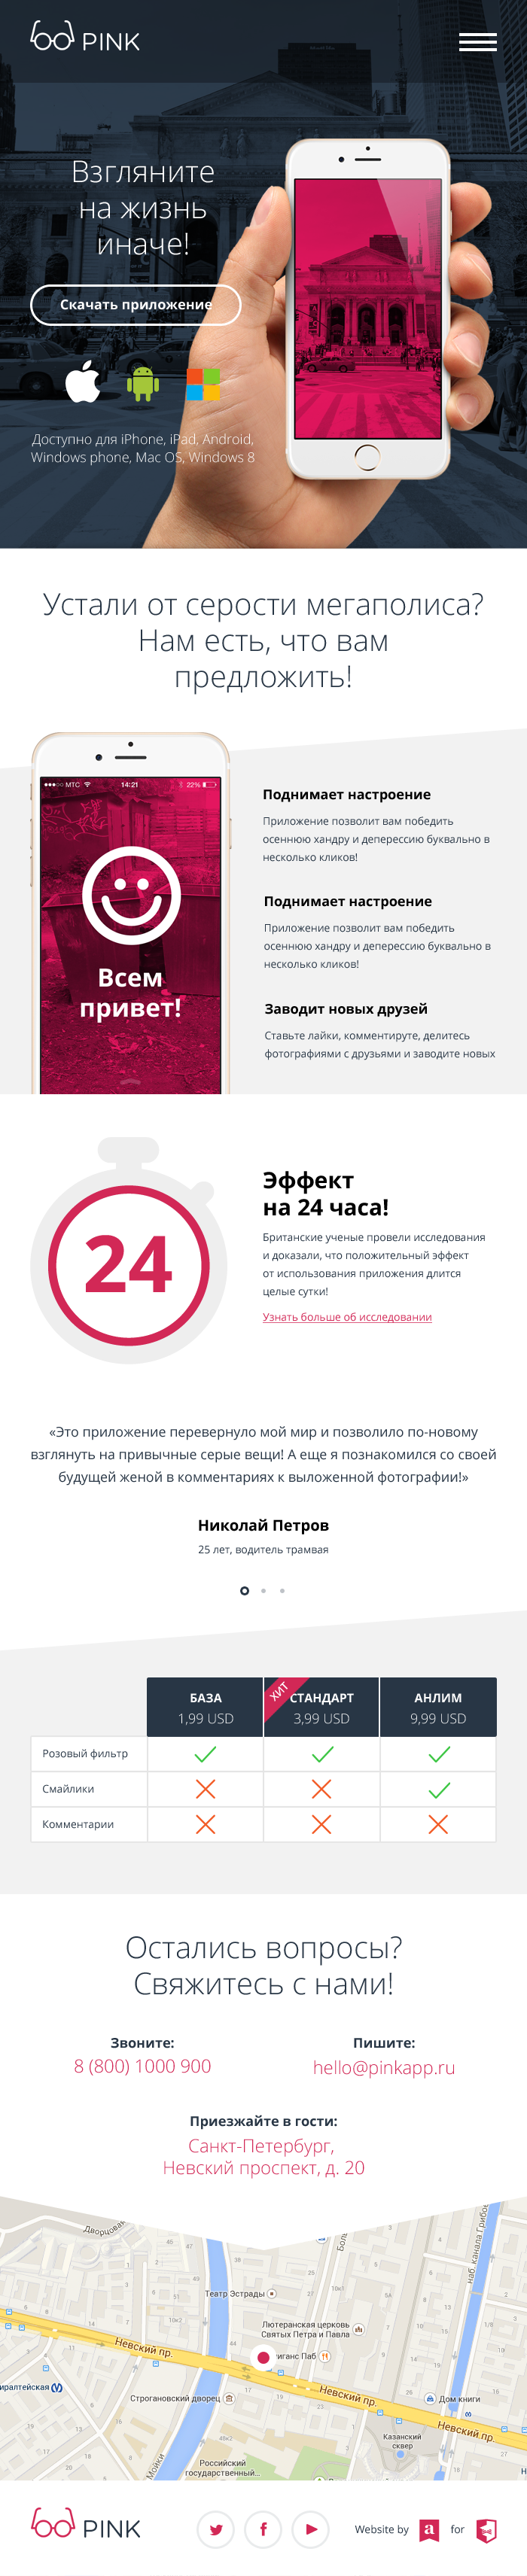 PINK
Взгляните
на жизнь
иначе!
Скачать приложение
Доступно для iPhone, iPad, Android,
Windows phone, Mac OS, Windows 8
Устали от серости мегаполиса?
Нам есть, что вам
предложить!
МТС 14:21 22%
Всем
привет!
Поднимает настроение
Приложение позволит вам победить
осеннюю хандру и деперессию буквально в
несколько кликов!
Поднимает настроение
Приложение позволит вам победить
осеннюю хандру и деперессию буквально в
несколько кликов!
Заводит новых друзей
Ставьте лайки, комментируте, делитесь
фотографиями с друзьями и заводите новых
24
Эффект
на 24 часа!
Британские ученые провели исследования
и доказали, что положительный эффект
от использования приложения длится
целые сутки!
Узнать больше об исследовании
«Это приложение перевернуло мой мир и позволило по-новому
взглянуть на привычные серые вещи! А еще я познакомился со своей
будущей женой в комментариях к выложенной фотографии!»
Николай Петров
25 лет, водитель трамвая
БАЗА ХИТ СТАНДАРТ АНЛИМ
1,99 USD 3,99 USD 9,99 USD
Розовый фильтр
Смайлики
Комментарии
Остались вопросы?
Свяжитесь с нами!
Звоните: Пишите:
8 (800) 1000 900 hello@pinkapp.ru
Приезжайте в гости:
Санкт-Петербург,
Невский проспект, д. 20
Дворцовая
наб. канала Грибое
Театр Эстрады
Лютеранская церковь
Святых Петра и Павла
Невский пр.
иганс Паб
иралтейская
Строгановский дворец
Невский пр.
Дом книги
Невский пр.
Казанский
сквер
Мойки
Российский
государственный...
PINK Website by a for